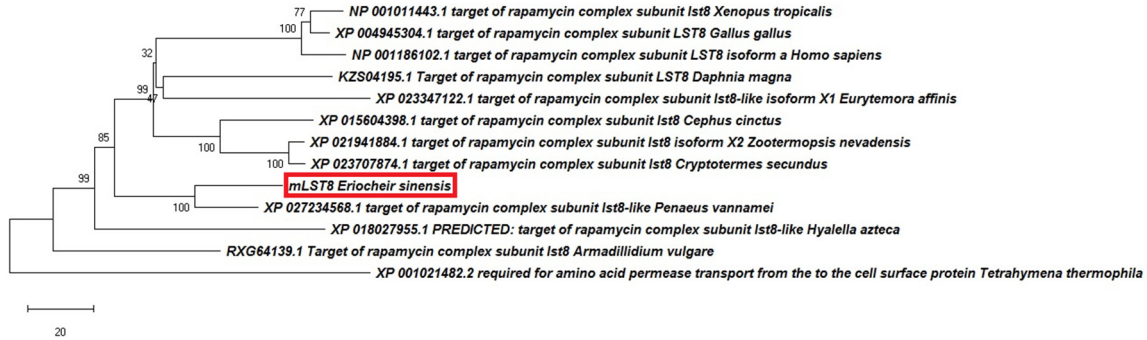 77
NP 001011443.1 target of rapamycin complex subunit lst8 Xenopus tropicalis
100
XP 004945304.1 target of rapamycin complex subunit LST8 Gallus gallus
32
NP 001186102.1 target of rapamycin complex subunit LST8 isoform a Homo sapiens
KZS04195.1 Target of rapamycin complex subunit LST8 Daphnia magna
99
47
XP 023347122.1 target of rapamycin complex subunit lst8-like isoform X1 Eurytemora affinis
XP 015604398.1 target of rapamycin complex subunit lst8 Cephus cinctus
85
100
XP 021941884.1 target of rapamycin complex subunit lst8 isoform X2 Zootermopsis nevadensis
100
XP 023707874.1 target of rapamycin complex subunit lst8 Cryptotermes secundus
99
mLST8 Eriocheir sinensis
100
XP 027234568.1 target of rapamycin complex subunit lst8-like Penaeus vannamei
XP 018027955.1 PREDICTED: target of rapamycin complex subunit lst8-like Hyalella azteca
RXG64139.1 Target of rapamycin complex subunit lst8 Armadillidium vulgare
XP 001021482.2 required for amino acid permease transport from the to the cell surface protein Tetrahymena thermophila
20